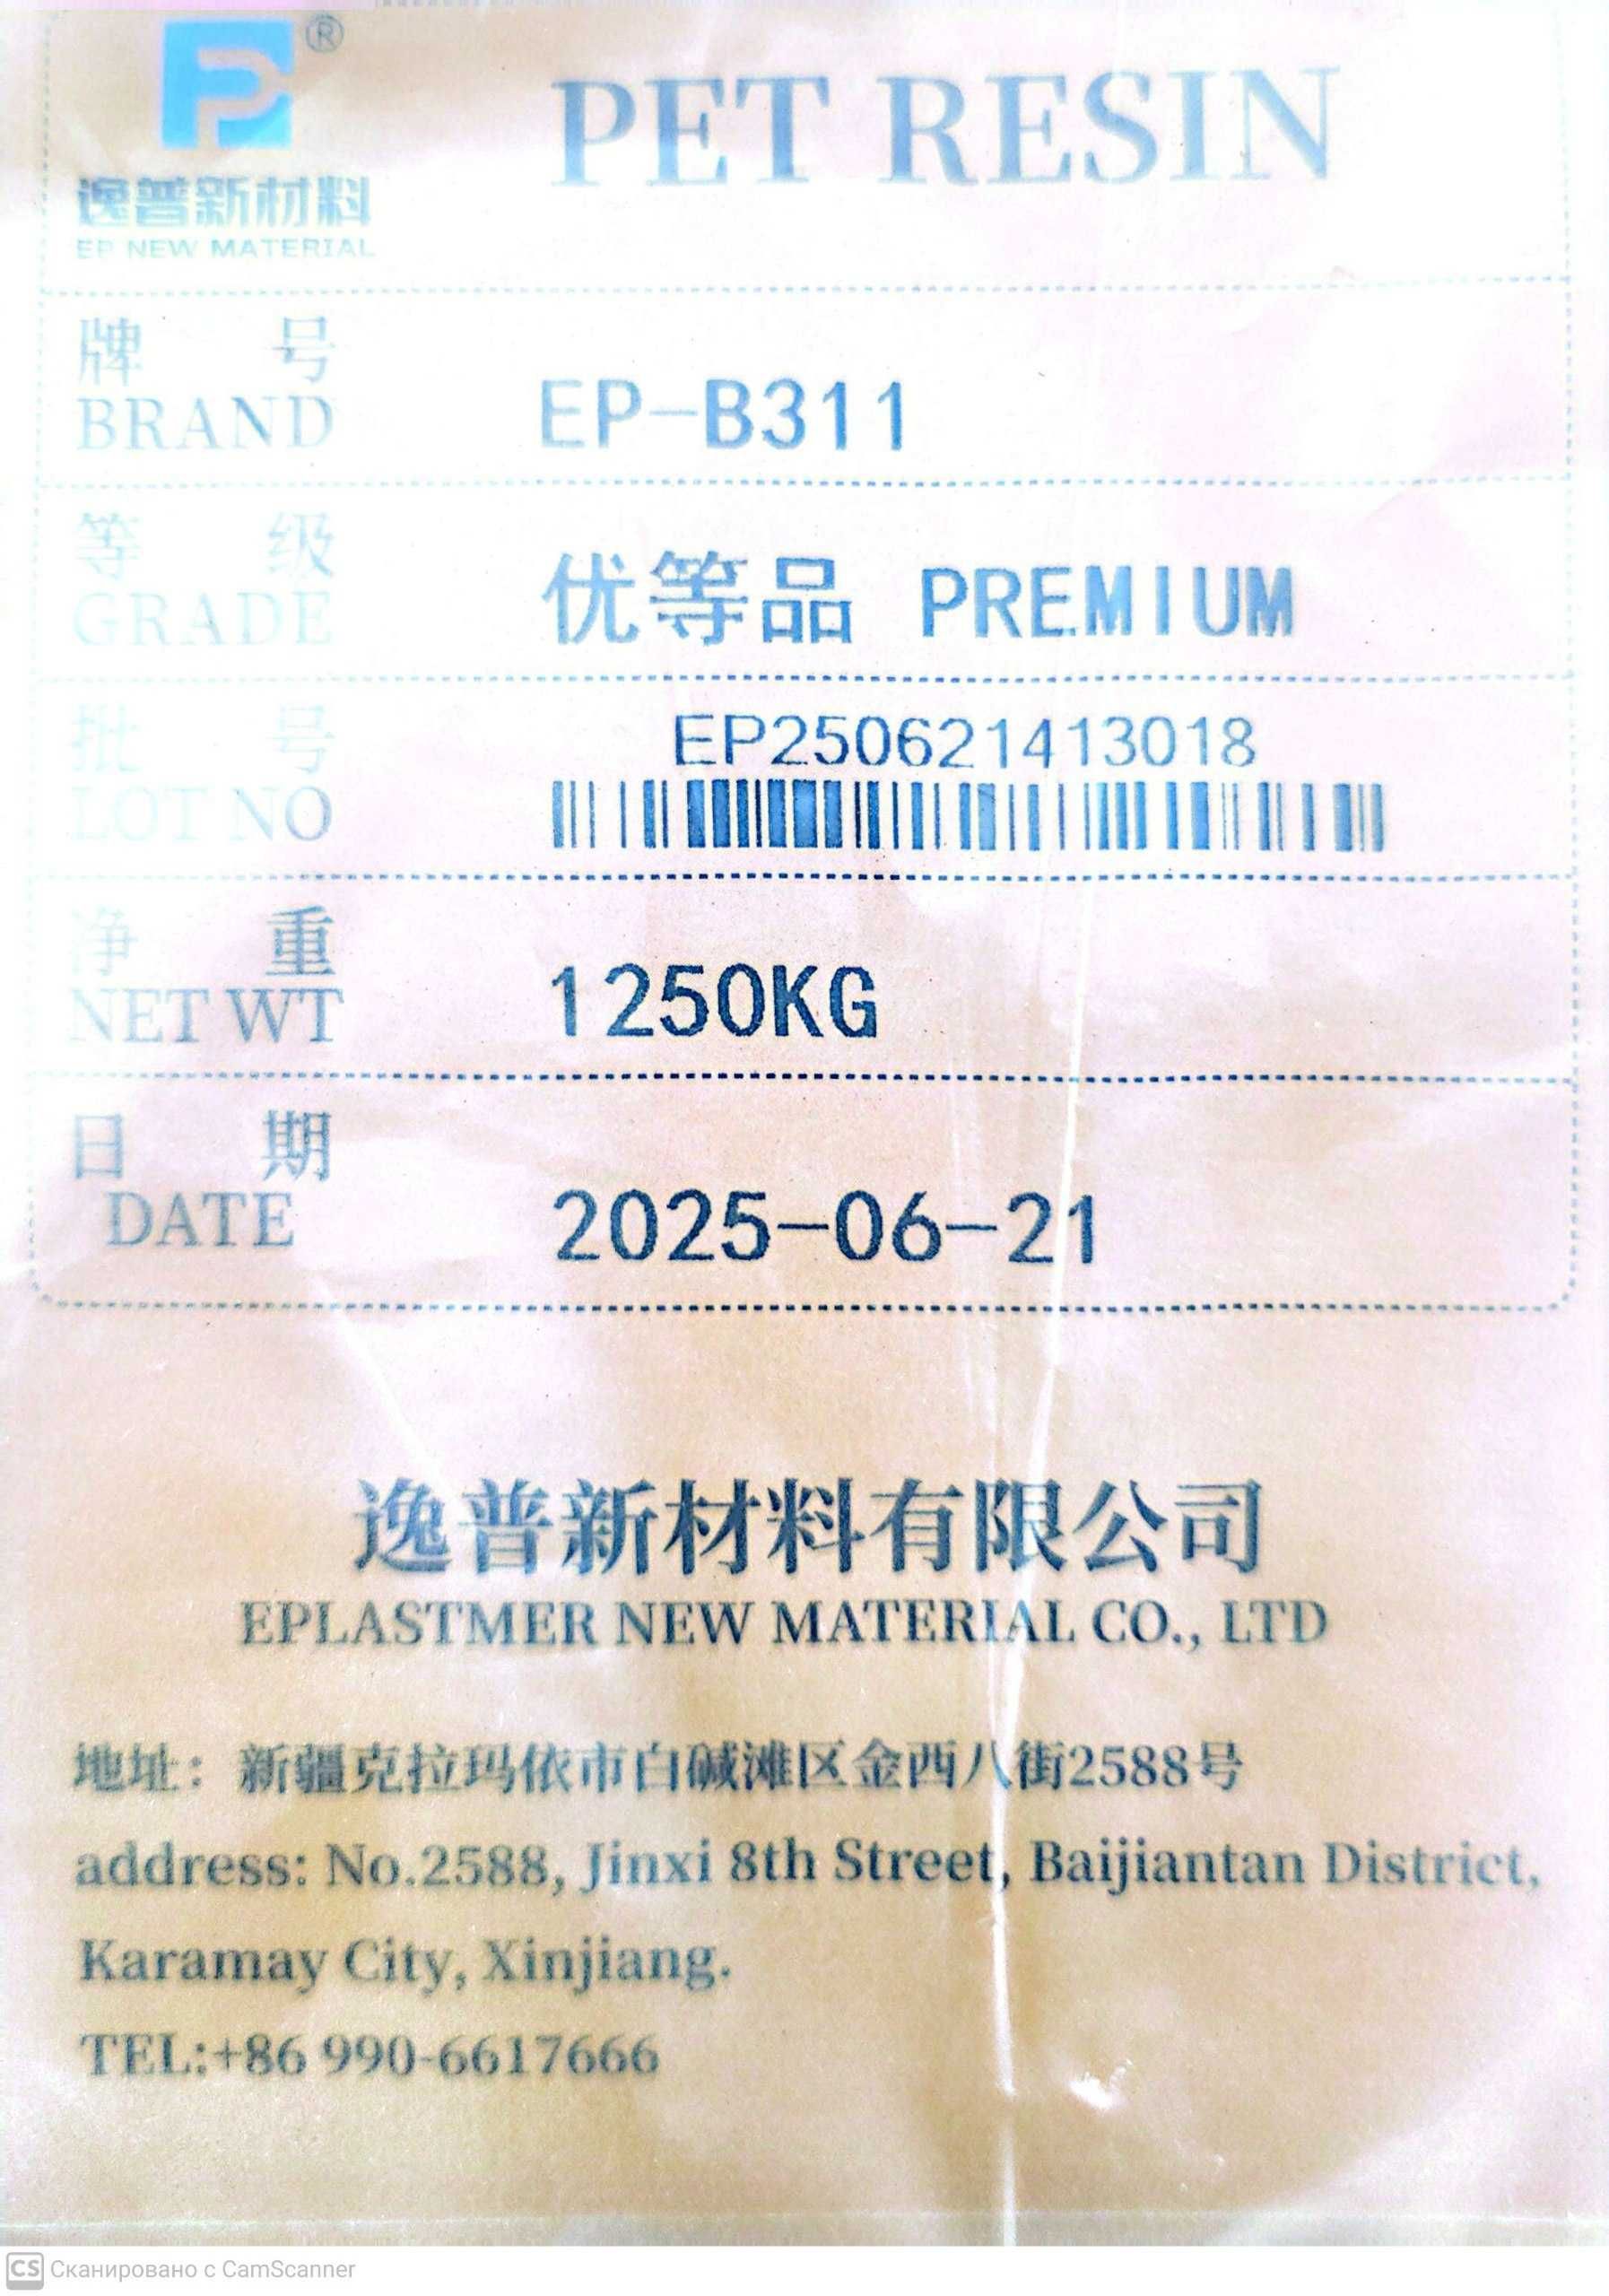 ®
PET RESIN
逸普新材料
EP NEW MATERIAL
牌 号
BRAND
EP-B311
等 级
GRADE
优等品 PREMIUM
批 号
LOT NO
EP250621413018
净 重
NET WT
1250KG
日 期
DATE
2025-06-21
逸普新材料有限公司
EPLASTMER NEW MATERIAL CO., LTD
地址：新疆克拉玛依市白碱滩区金西八街2588号
address: No.2588, Jinxi 8th Street, Baijiantan District,
Karamay City, Xinjiang.
TEL:+86 990-6617666
CS Сканировано с CamScanner